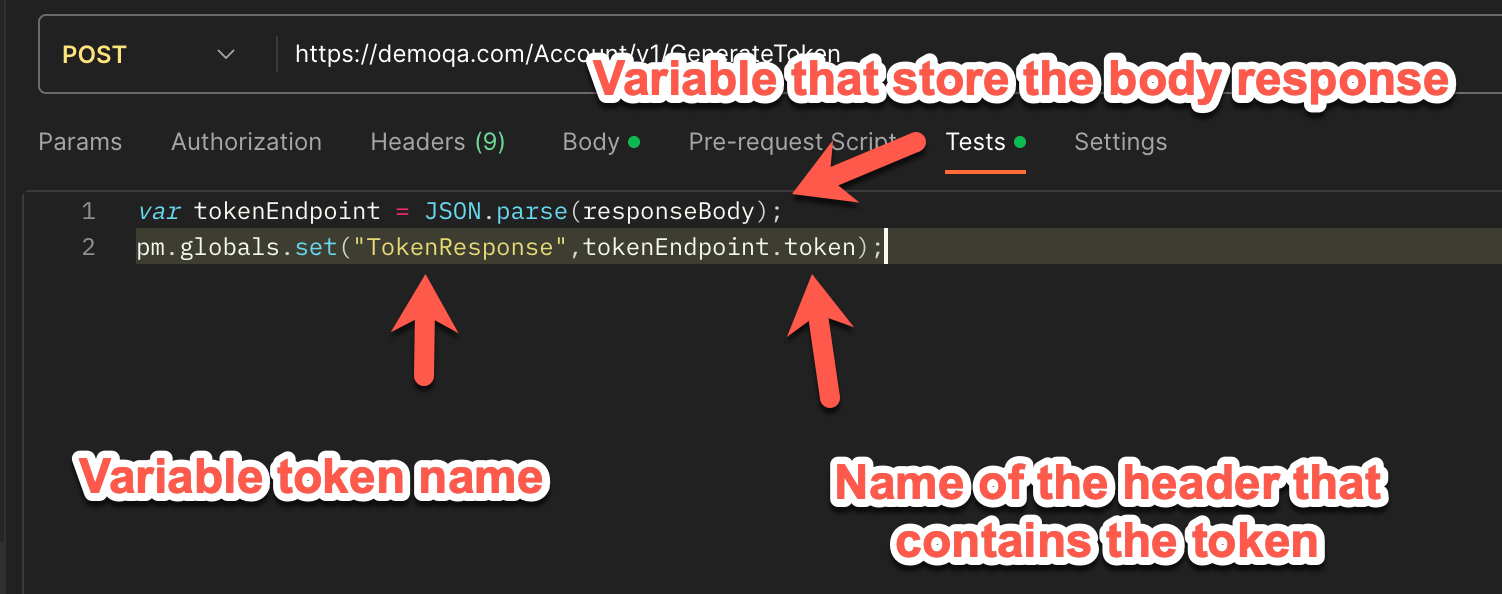 POST
https://demoqa.com/Account/v1/GenerateToken
Variable that store the body response
Params Authorization Headers (9) Body Pre-request Script Tests Settings
1 var tokenEndpoint = JSON.parse(responseBody);
2 pm.globals.set("TokenResponse",tokenEndpoint.token);
Variable token name
Name of the header that
contains the token